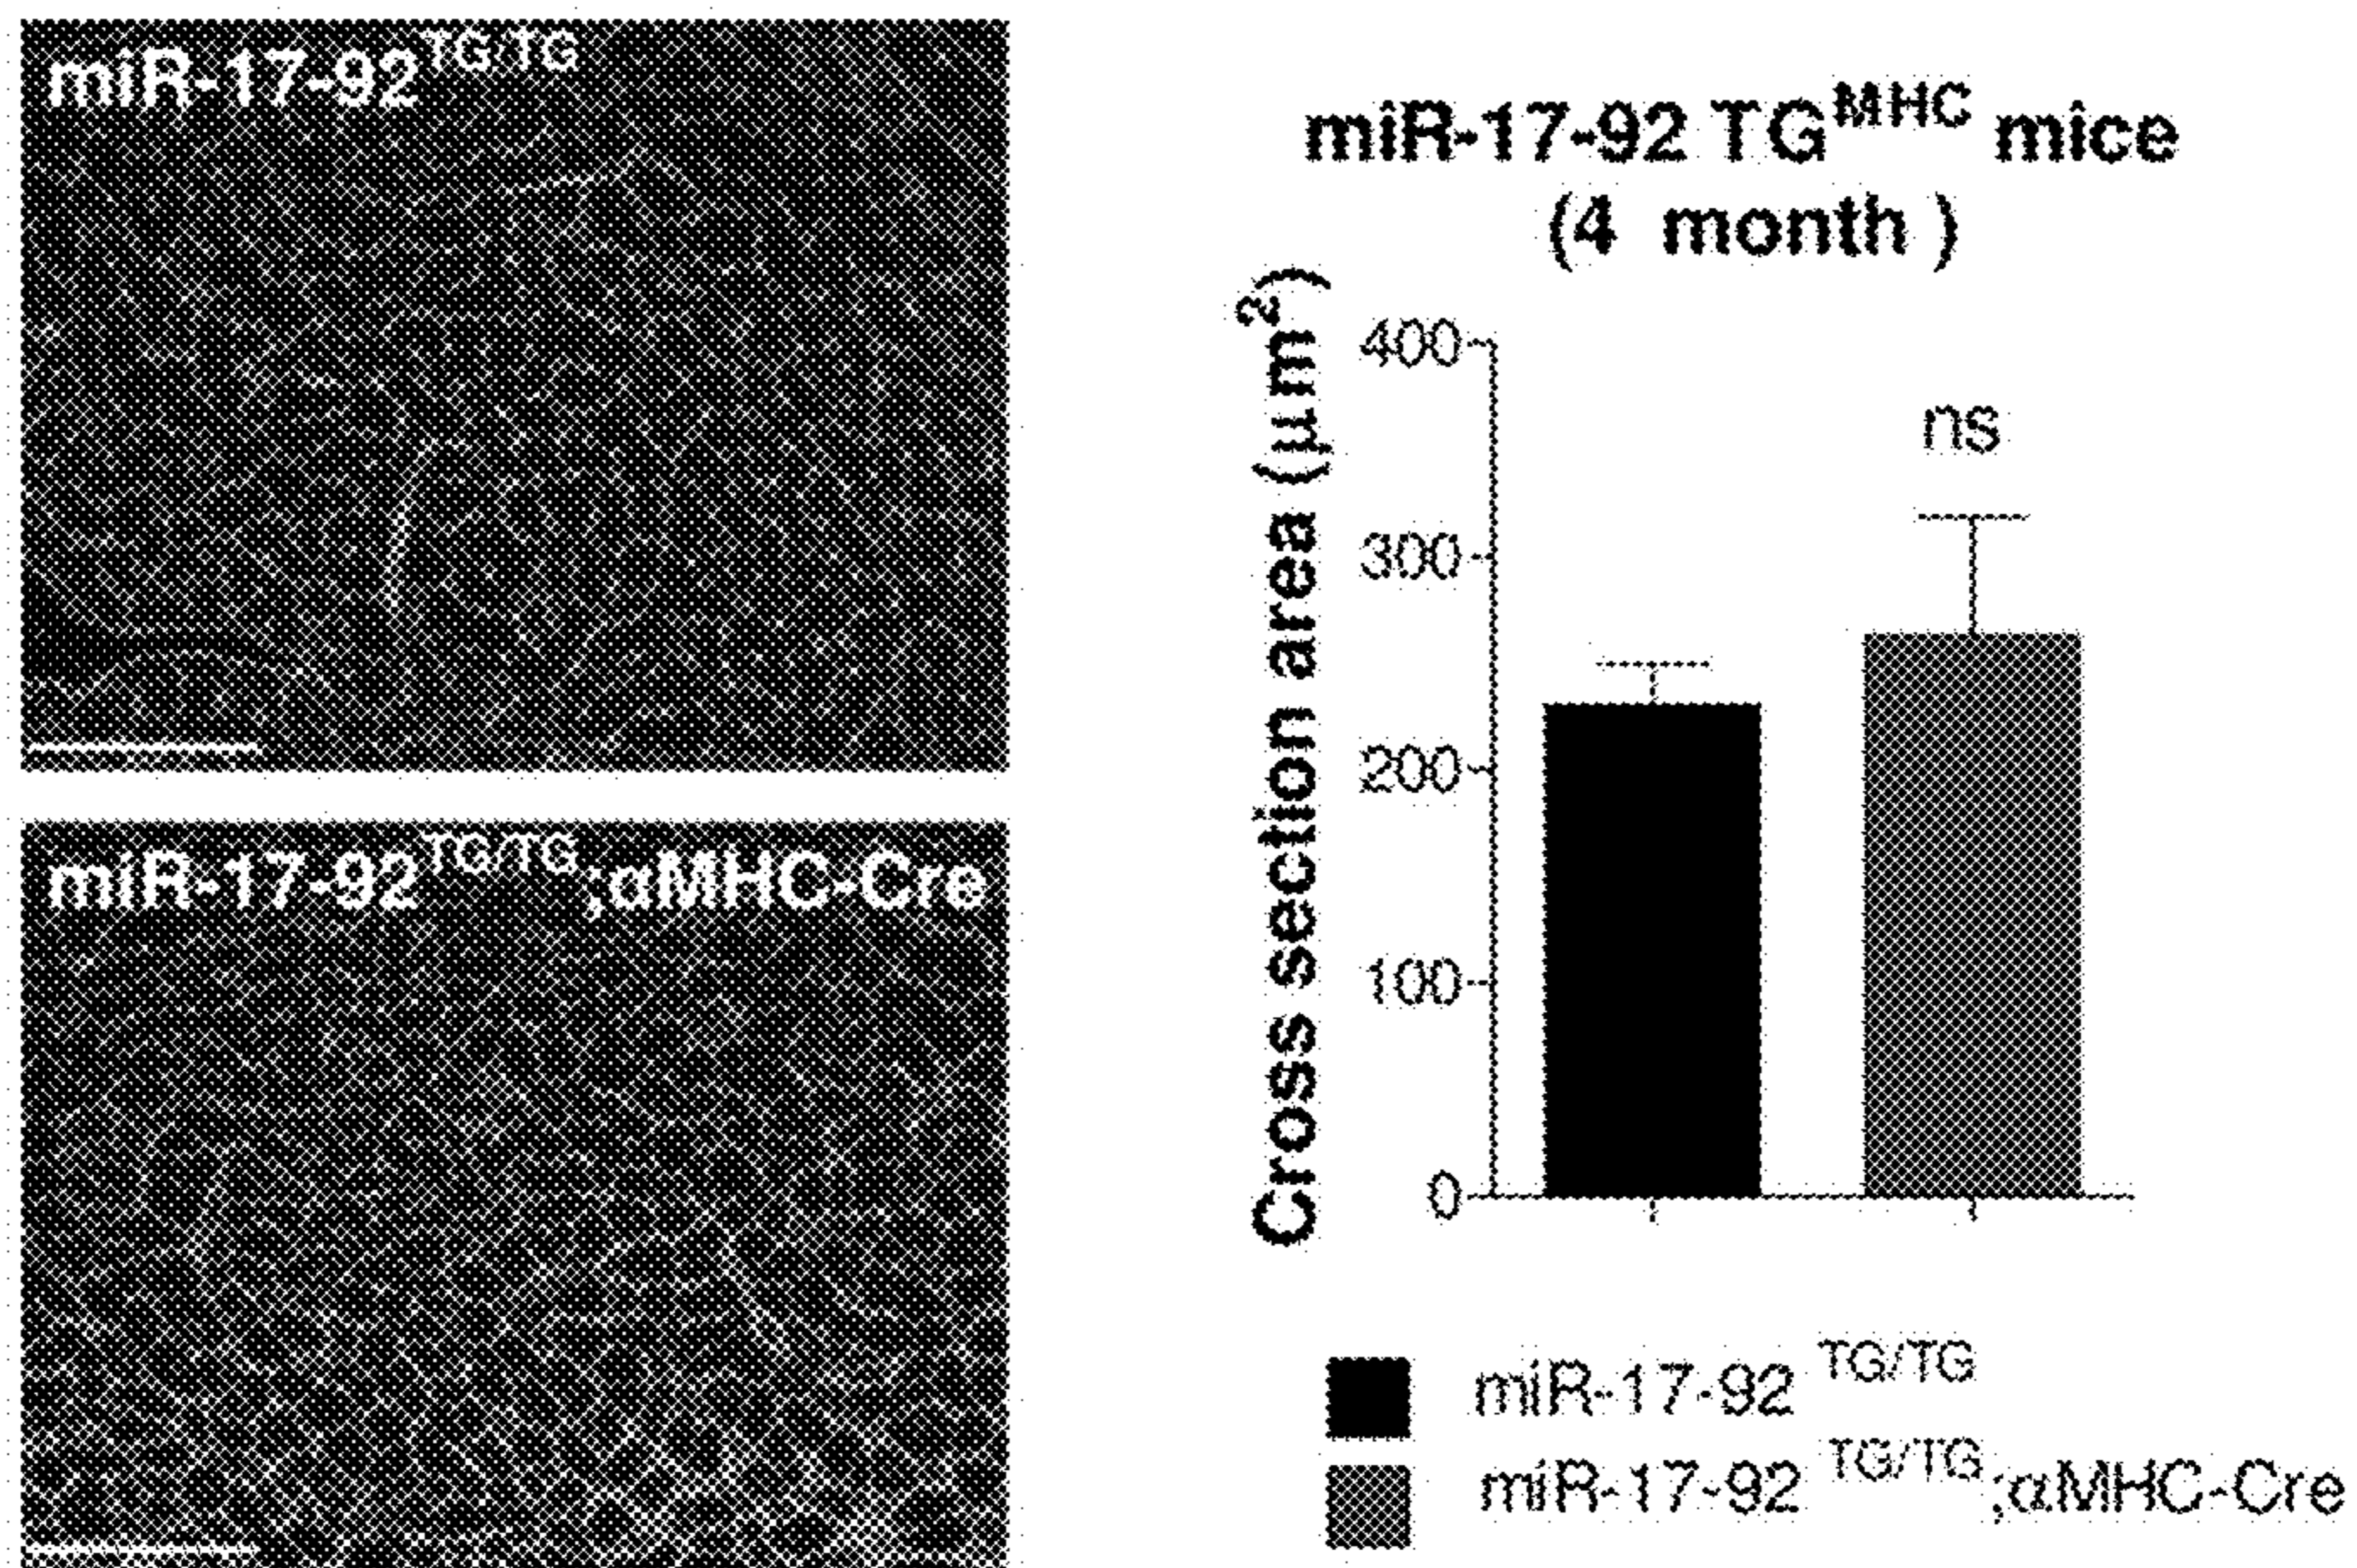 miR-17-92TG/TG
miR-17-92TG/TG;αMHC-Cre
miR-17-92 TGMHC mice
(4 month )
Cross section area (μm2)
400
300
200
100
0
ns
miR-17-92 TG/TG
miR-17-92 TG/TG;αMHC-Cre